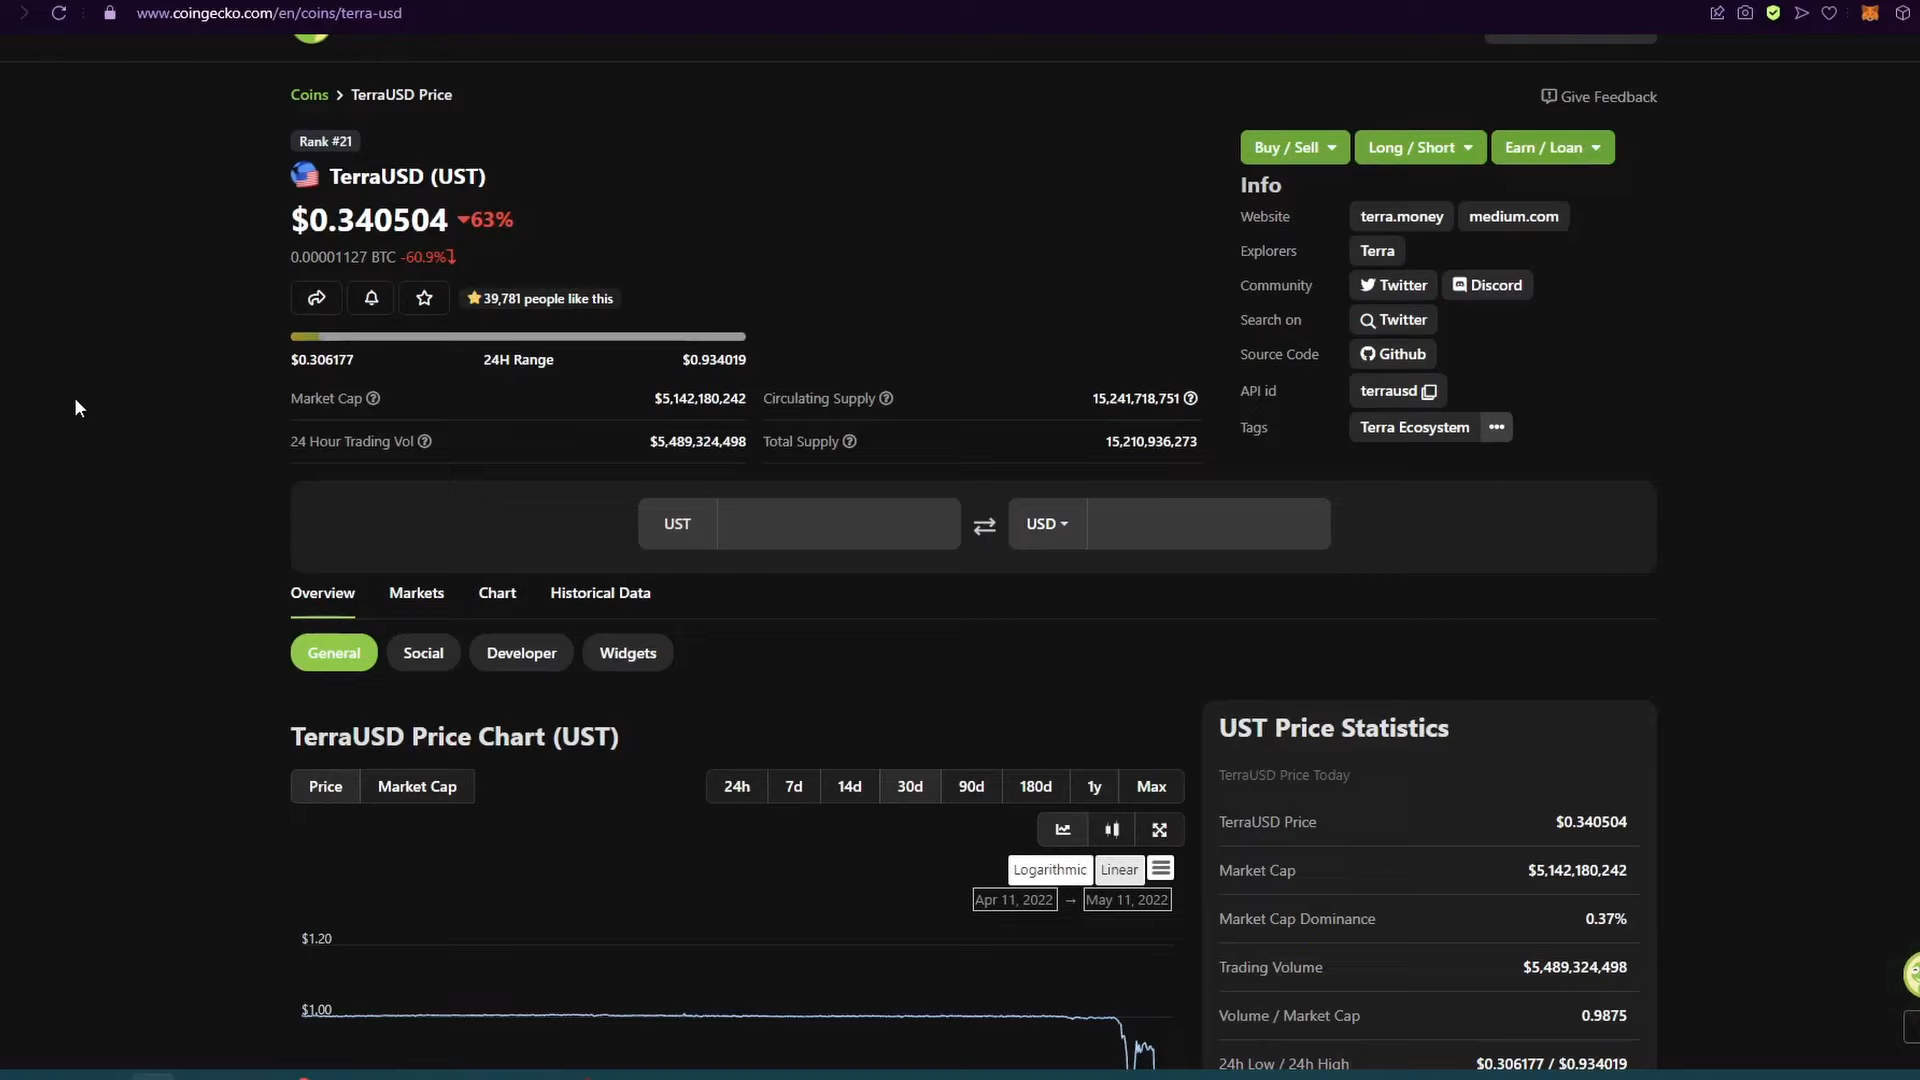 www.coingecko.com/en/coins/terra-usd
Coins > TerraUSD Price
Give Feedback
Rank #21
TerraUSD (UST)
$0.340504 63%
0.00001127 BTC -60.9%
39,781 people like this
$0.306177 24H Range $0.934019
Market Cap $5,142,180,242
Circulating Supply 15,241,718,751
24 Hour Trading Vol $5,489,324,498
Total Supply 15,210,936,273
Buy / Sell Long / Short Earn / Loan
Info
Website terra.money medium.com
Explorers Terra
Community Twitter Discord
Search on Twitter
Source Code Github
API id terrausd
Tags Terra Ecosystem •••
UST USD
Overview Markets Chart Historical Data
General Social Developer Widgets
TerraUSD Price Chart (UST)
Price Market Cap
24h 7d 14d 30d 90d 180d 1y Max
Logarithmic Linear
Apr 11, 2022 → May 11, 2022
$1.20
$1.00
UST Price Statistics
TerraUSD Price Today
TerraUSD Price $0.340504
Market Cap $5,142,180,242
Market Cap Dominance 0.37%
Trading Volume $5,489,324,498
Volume / Market Cap 0.9875
24h Low / 24h High $0.306177 / $0.934019